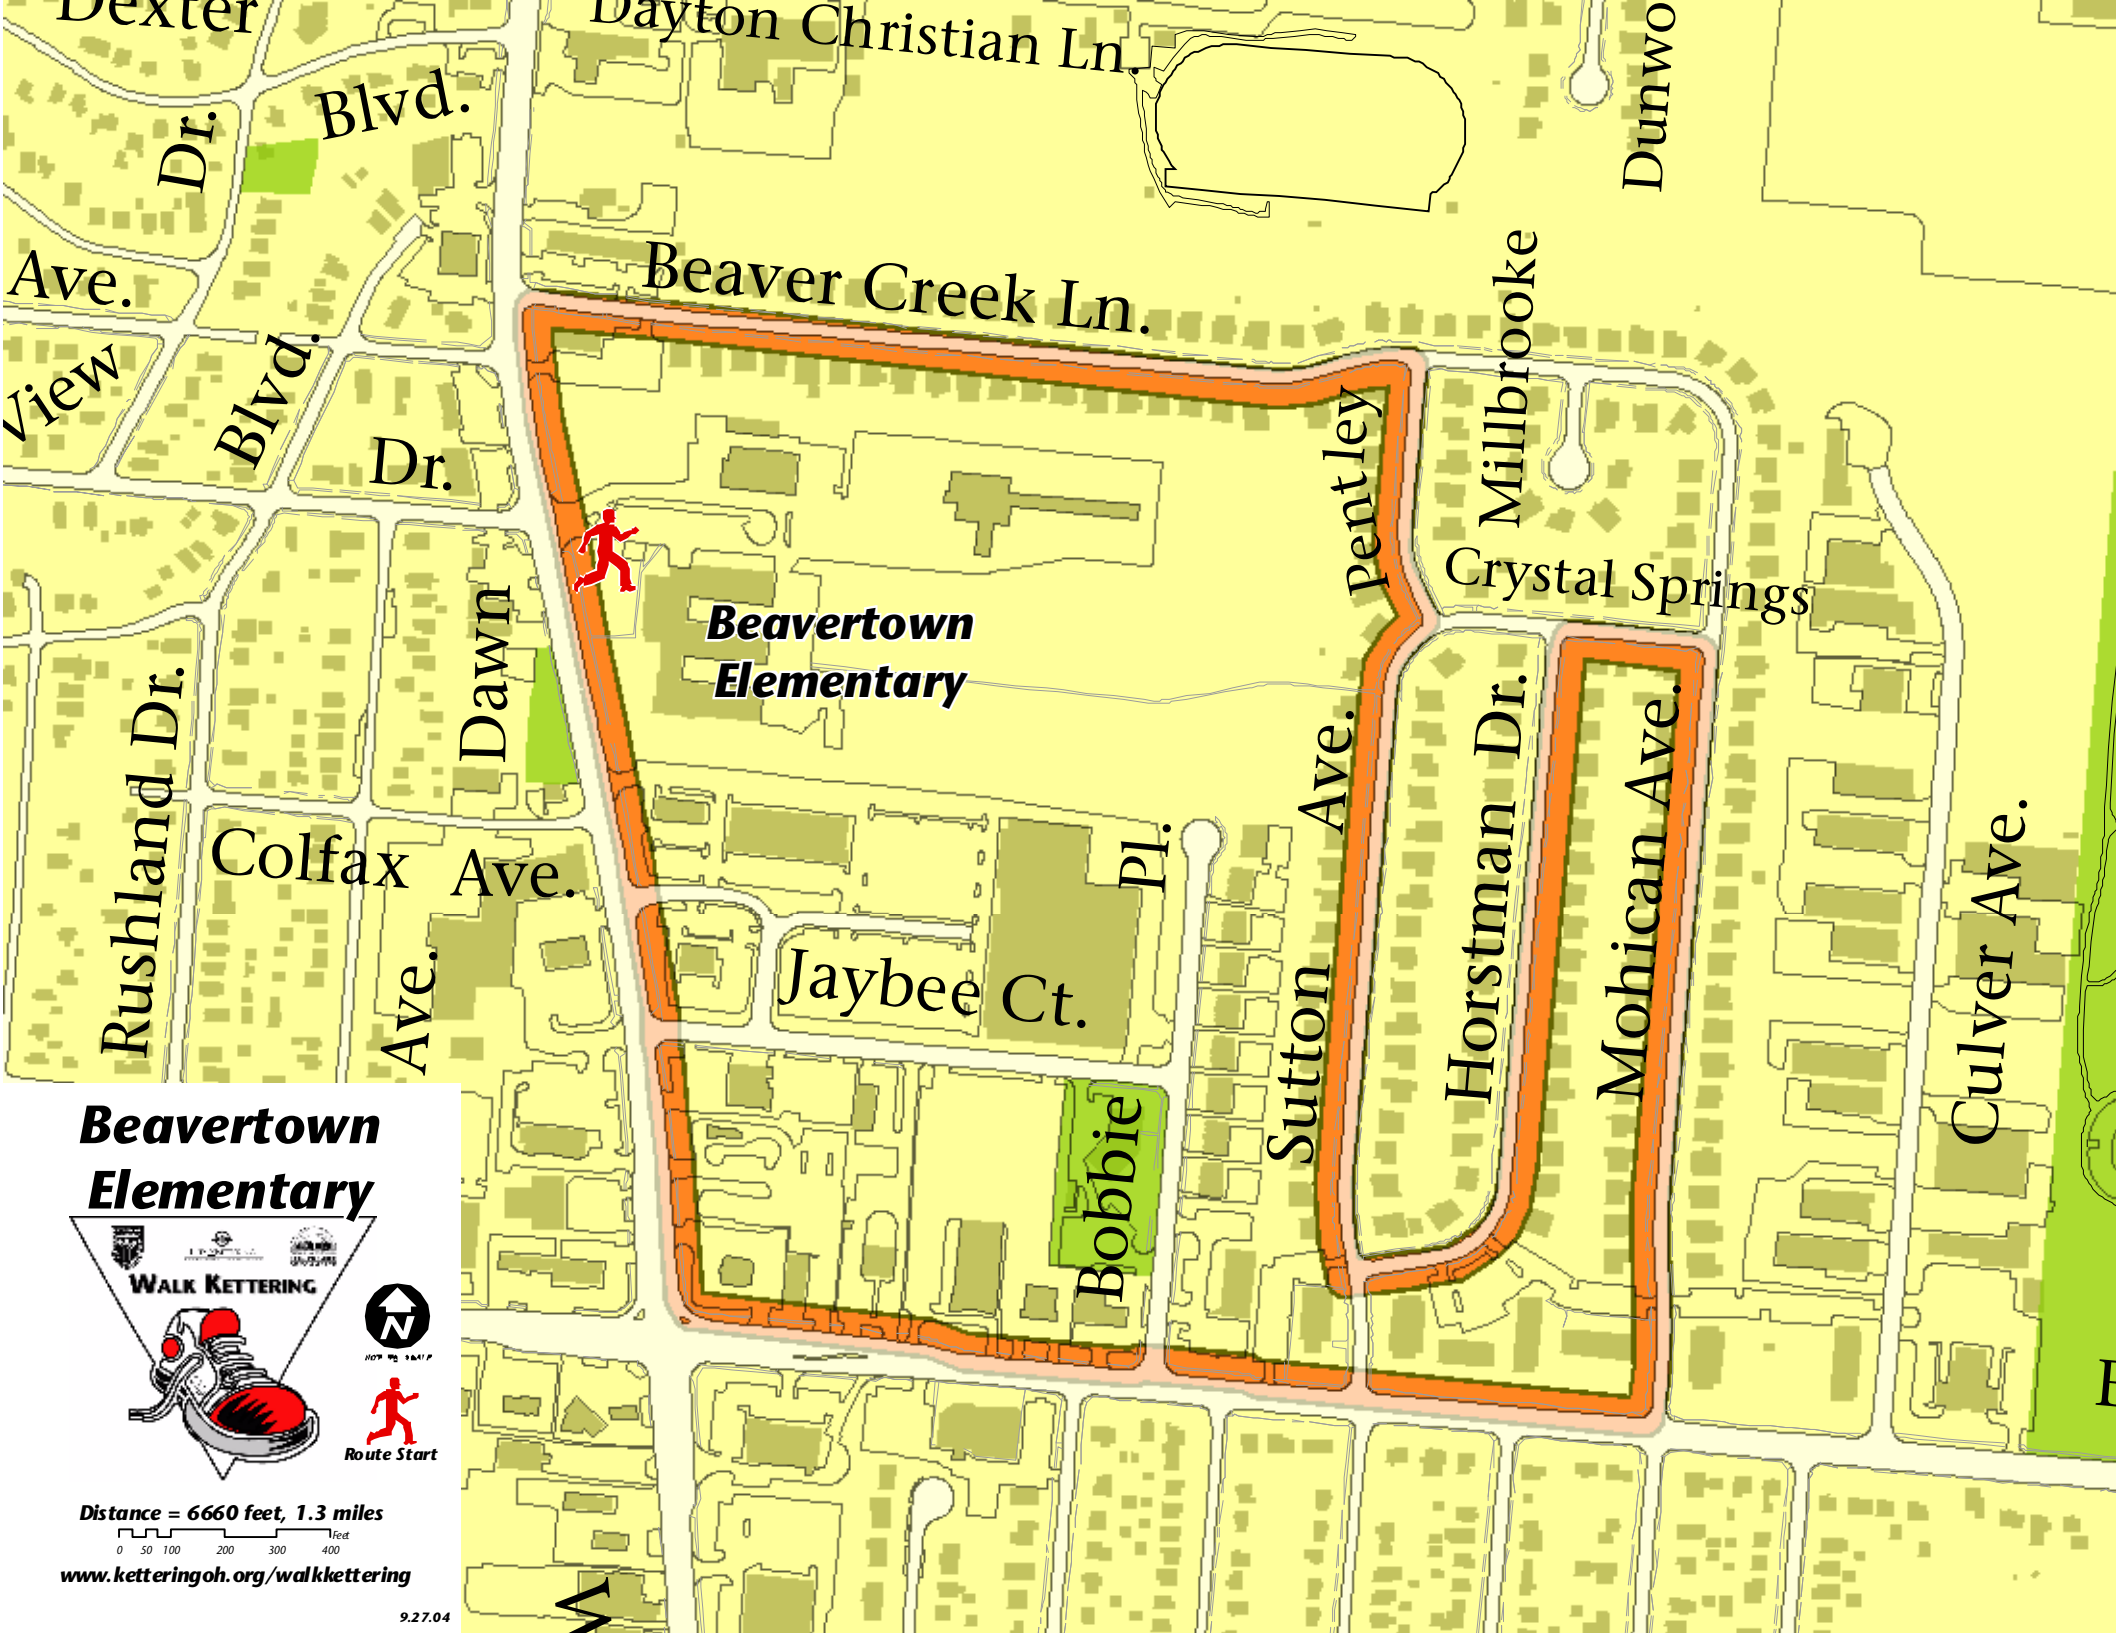 Dexter
Dayton Christian Ln.
Blvd.
Dr.
Dunwo
Ave.
Beaver Creek Ln.
Millbrooke
View
Blvd.
Dr.
Pentley
Crystal Springs
Dawn
Beavertown
Elementary
Rushland Dr.
Sutton Ave.
Horstman Dr.
Mohican Ave.
Colfax Ave.
Pl.
Culver Ave.
Jaybee Ct.
Ave.
Bobbie
E
W
Beavertown
Elementary
WALK KETTERING
N
Route Start
Distance = 6660 feet, 1.3 miles
Feet
0 50 100 200 300 400
www.ketteringoh.org/walkkettering
9.27.04